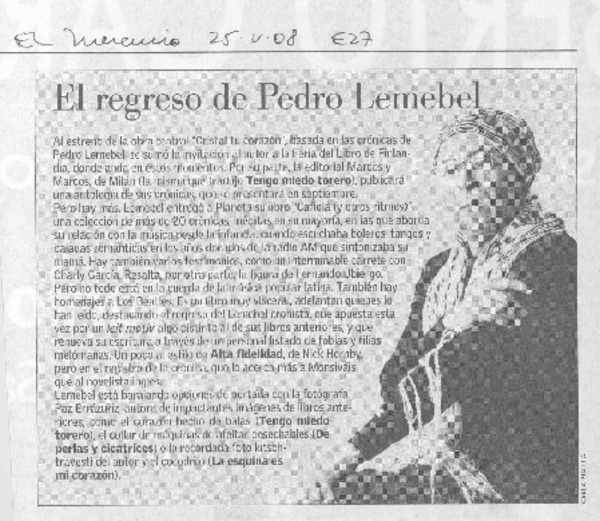 El Mercurio 25-V-08 E27
El regreso de Pedro Lemebel
Al estreno de la obra teatral "Cristal tu corazón", basada en las crónicas de
Pedro Lemebel, se sumó la invitación al autor a la Feria del Libro de Finlan-
dia, donde anda en estos momentos. Por su parte, la editorial Marcos y
Marcos, de Milán (la misma que tradujo Tengo miedo torero), publicará
una antología de sus crónicas, que se presentará en septiembre.
Pero hay más. Lemebel entregó a Planeta su libro "Cafiola (y otros ritmos)"
una colección de más de 20 crónicas, inéditas en su mayoría, en las que aborda
su relación con la música desde la infancia, cuando escuchaba boleros, tangos y
baladas románticas en los años dorados de la radio AM que sintonizaba su
mamá. Hay también varios testimonios, como un interminable carrete con
Charly García. Resalta, por otra parte, la figura de Fernando Ubiergo.
Pero no todo está en la cuerda de la música popular latina. También hay
homenajes a Los Beatles. Es un libro muy visceral, adelantan quienes lo
han leído, destacando el regreso del Lemebel cronista, que apuesta esta
vez por un leit motiv algo distinto al de sus libros anteriores, y que
renueva su escritura a través de un personal listado de fobias y filias
melómanas. Un poco al estilo de Alta fidelidad, de Nick Hornby,
pero en el registro de la crónica, que lo acerca más a Monsiváis
que al novelista inglés.
Lemebel está barajando opciones de portada con la fotógrafa
Paz Errázuriz, autora de impactantes imágenes de libros ante-
riores, como el corazón hecho de balas (Tengo miedo
torero), el collar de máquinas de afeitar desechables (De
perlas y cicatrices) o la recordada foto kitsch-
travesti del autor y el cocodrilo (La esquina es
mi corazón).